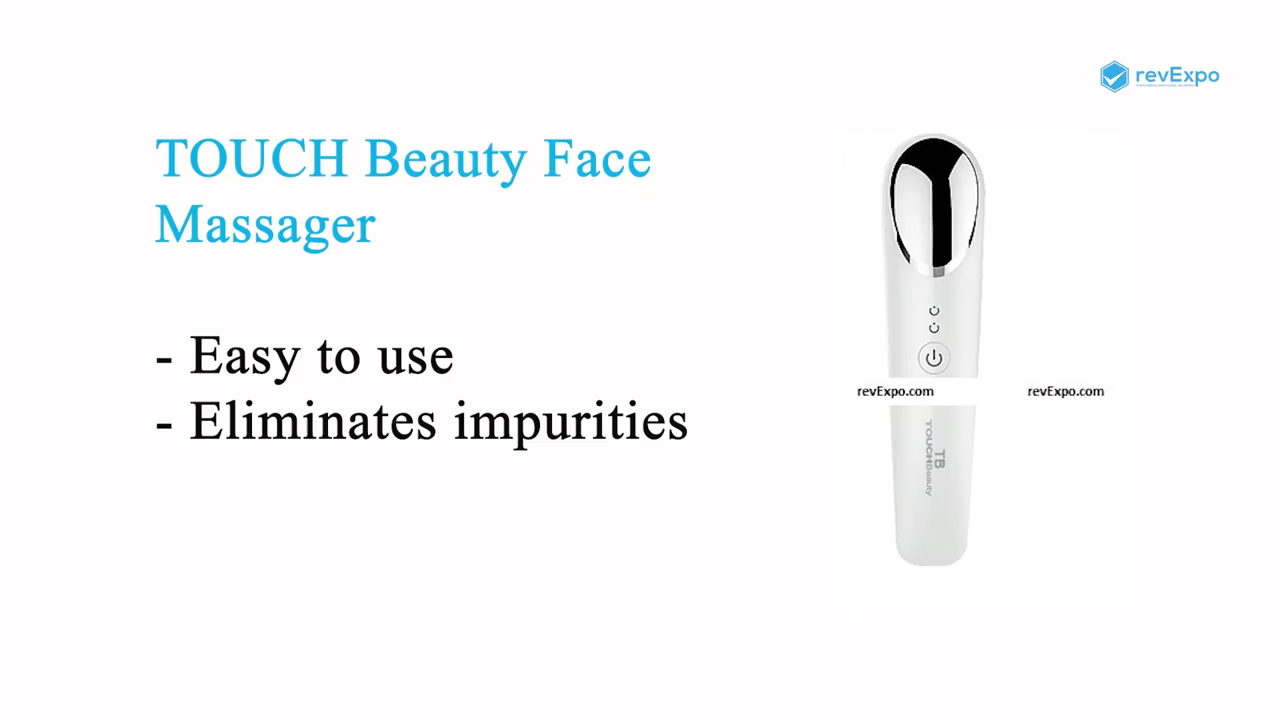 revExpo
TOUCH Beauty Face
Massager
- Easy to use
- Eliminates impurities
revExpo.com
revExpo.com
TB
TOUCHBeauty